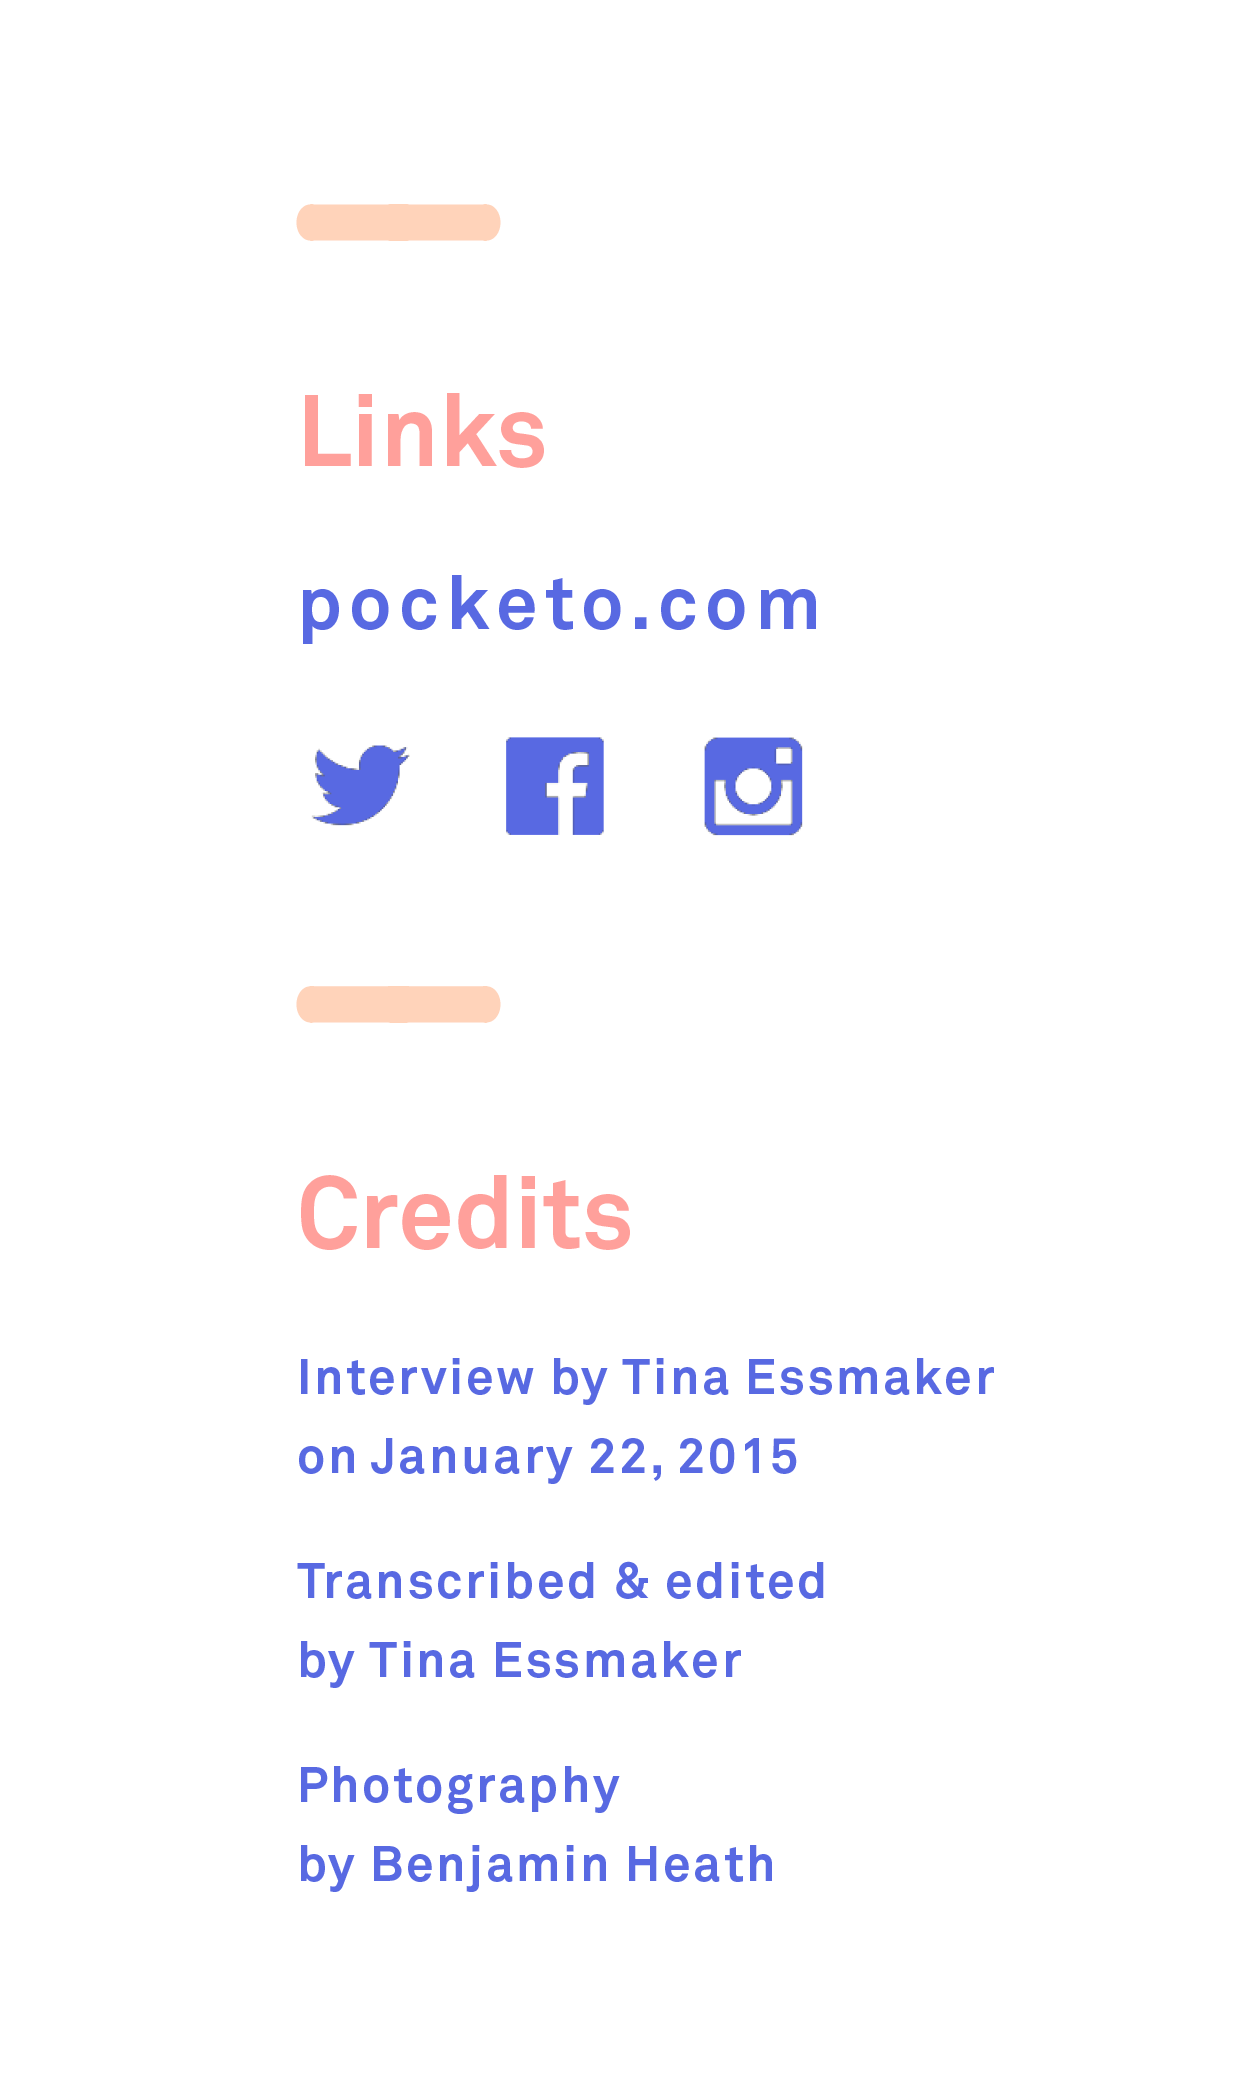 Links
pocketo.com
Credits
Interview by Tina Essmaker
on January 22, 2015
Transcribed & edited
by Tina Essmaker
Photography
by Benjamin Heath